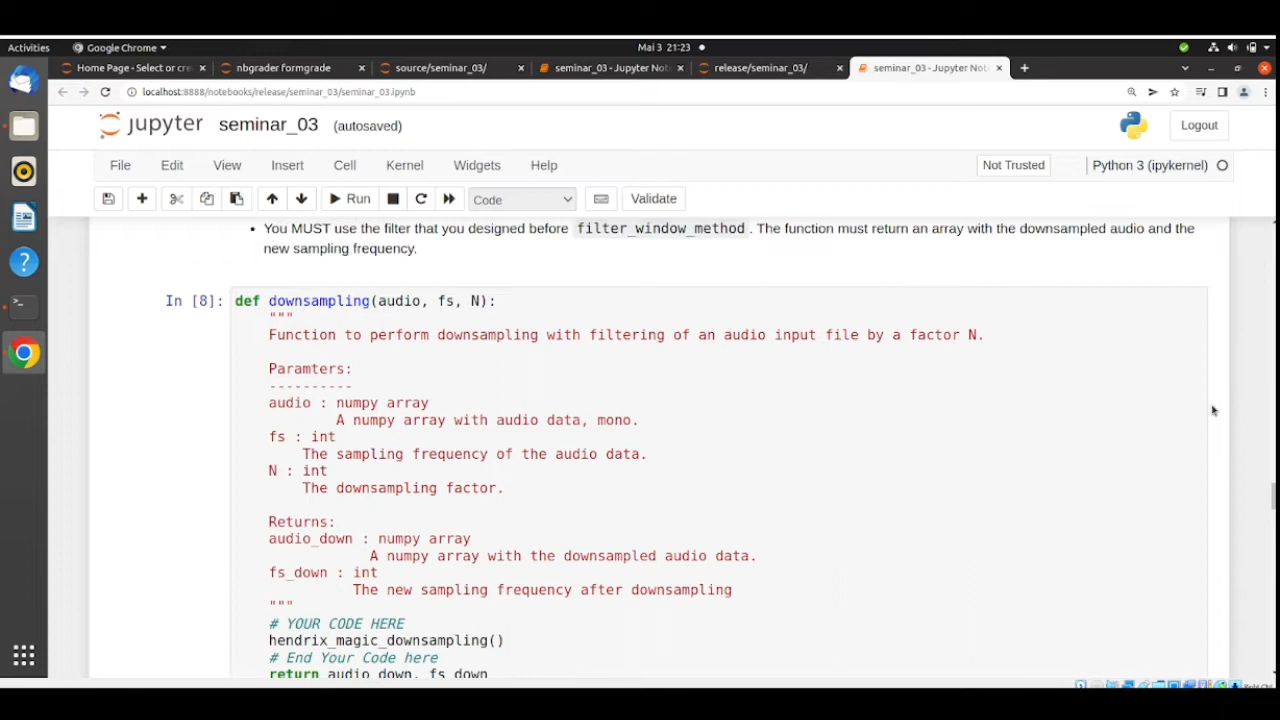 Activities Google Chrome Mai 3 21:23
Home Page - Select or cre nbgrader formgrade source/seminar_03/ seminar_03 - Jupyter Not release/seminar_03/ seminar_03 - Jupyter Not
localhost:8888/notebooks/release/seminar_03/seminar_03.ipynb
jupyter seminar_03 (autosaved) Logout
File Edit View Insert Cell Kernel Widgets Help Not Trusted Python 3 (ipykernel)
Run Code Validate
• You MUST use the filter that you designed before filter_window_method. The function must return an array with the downsampled audio and the
new sampling frequency.
In [8]: def downsampling(audio, fs, N):
"""
Function to perform downsampling with filtering of an audio input file by a factor N.
Paramters:
----------
audio : numpy array
A numpy array with audio data, mono.
fs : int
The sampling frequency of the audio data.
N : int
The downsampling factor.
Returns:
audio_down : numpy array
A numpy array with the downsampled audio data.
fs_down : int
The new sampling frequency after downsampling
"""
# YOUR CODE HERE
hendrix_magic_downsampling()
# End Your Code here
return audio_down, fs_down